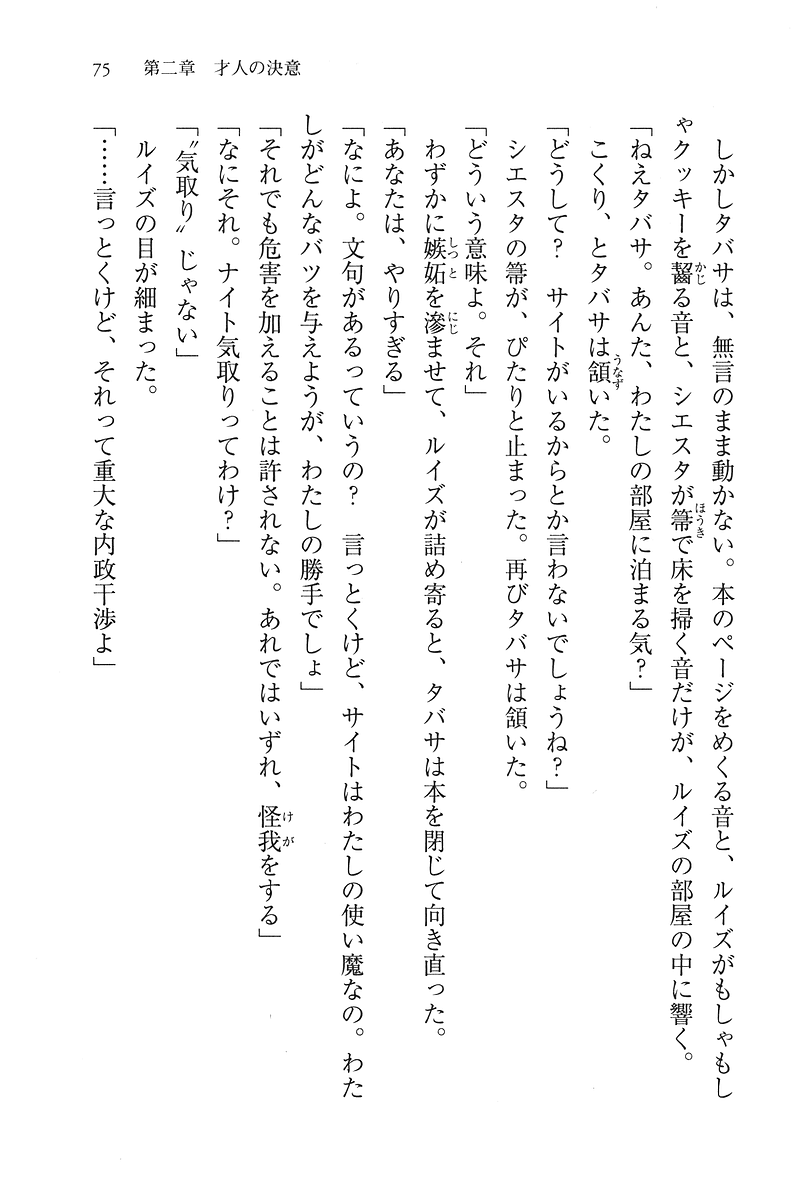 75　第二章　才人の決意
　しかしタバサは、無言のまま動かない。本のページをめくる音と、ルイズがもしゃもし
ゃクッキーを齧る音と、シエスタが箒で床を掃く音だけが、ルイズの部屋の中に響く。
「ねえタバサ。あんた、わたしの部屋に泊まる気？」
　こくり、とタバサは頷いた。
「どうして？　サイトがいるからとか言わないでしょうね？」
　シエスタの箒が、ぴたりと止まった。再びタバサは頷いた。
「どういう意味よ。それ」
　わずかに嫉妬を滲ませて、ルイズが詰め寄ると、タバサは本を閉じて向き直った。
「あなたは、やりすぎる」
「なによ。文句があるっていうの？　言っとくけど、サイトはわたしの使い魔なの。わた
しがどんなバツを与えようが、わたしの勝手でしょ」
「それでも危害を加えることは許されない。あれではいずれ、怪我をする」
「なにそれ。ナイト気取りってわけ？」
「〝気取り〟じゃない」
　ルイズの目が細まった。
「……言っとくけど、それって重大な内政干渉よ」